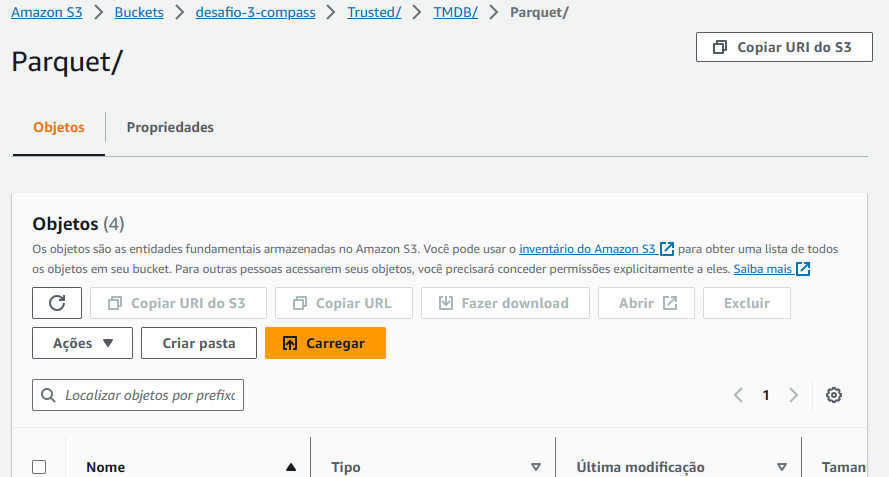 Amazon S3 > Buckets > desafio-3-compass > Trusted/ > TMDB/ > Parquet/
Parquet/
Copiar URI do S3
Objetos
Propriedades
Objetos (4)
Os objetos são as entidades fundamentais armazenadas no Amazon S3. Você pode usar o inventário do Amazon S3 para obter uma lista de todos
os objetos em seu bucket. Para outras pessoas acessarem seus objetos, você precisará conceder permissões explicitamente a eles. Saiba mais
Copiar URI do S3
Copiar URL
Fazer download
Abrir
Excluir
Ações
Criar pasta
Carregar
Localizar objetos por prefixo
1
Nome
Tipo
Última modificação
Taman